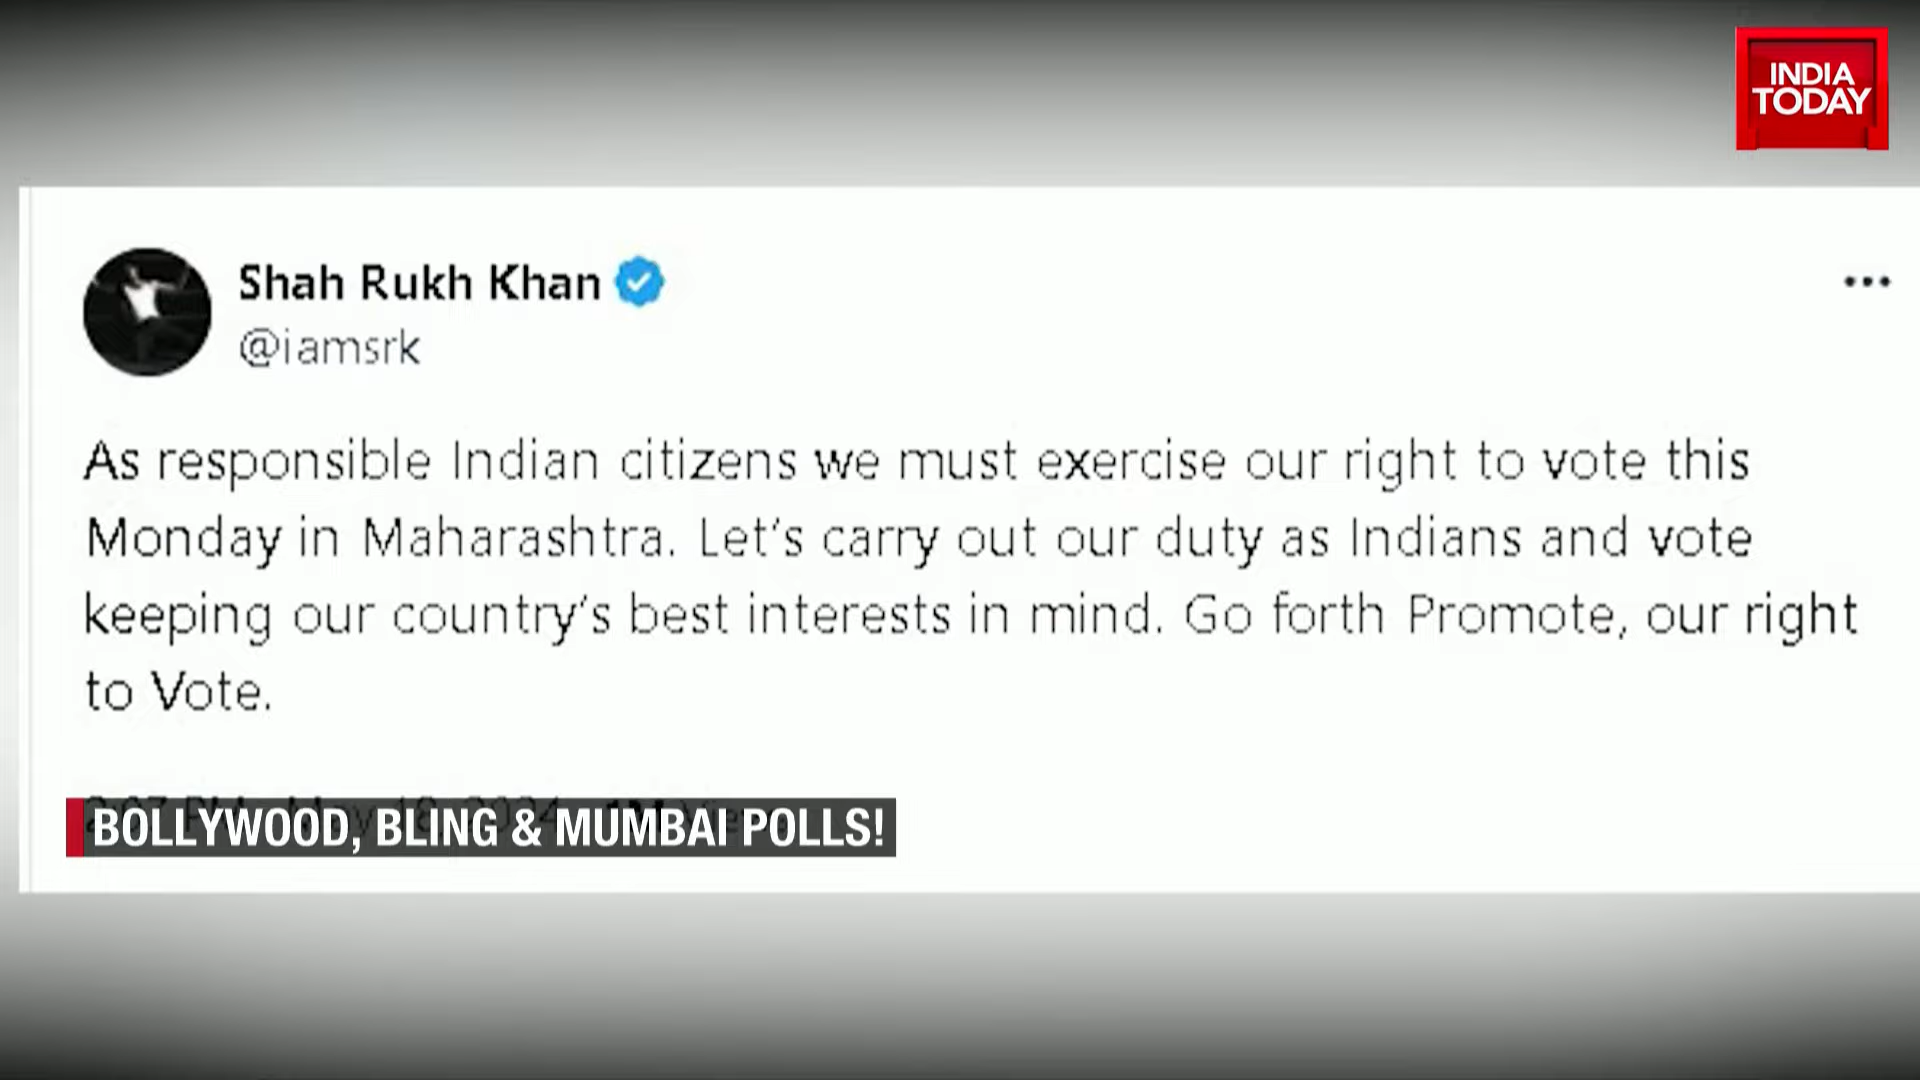 INDIA
TODAY
Shah Rukh Khan
@iamsrk
As responsible Indian citizens we must exercise our right to vote this
Monday in Maharashtra. Let's carry out our duty as Indians and vote
keeping our country's best interests in mind. Go forth Promote, our right
to Vote.
BOLLYWOOD, BLING & MUMBAI POLLS!